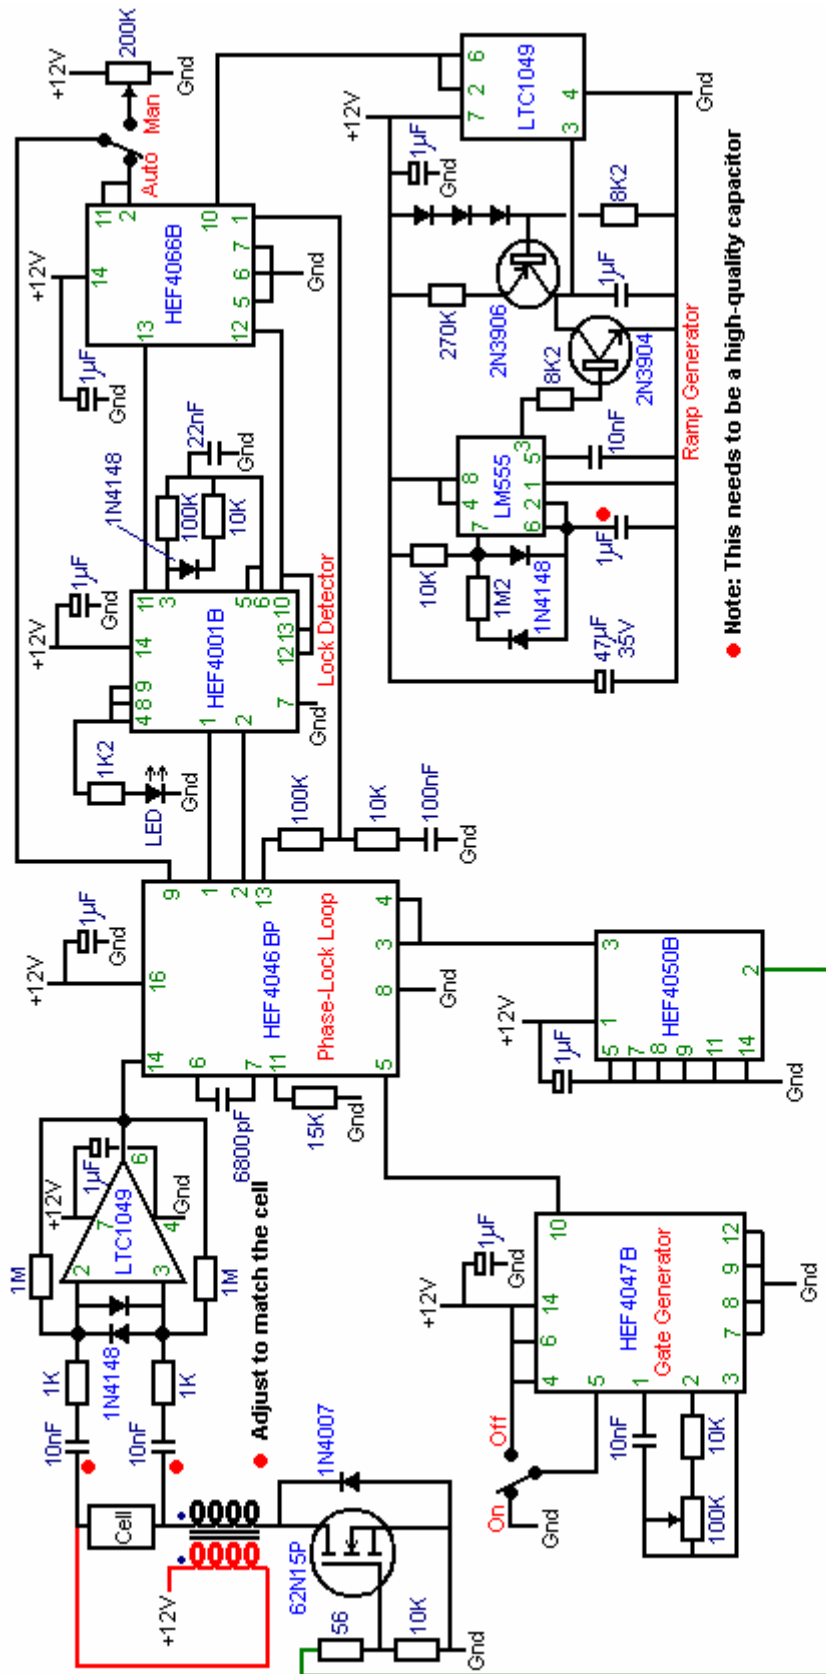 +12V
Cell
10nF
10nF
1K
1K
1N4148
1M
1M
2
3
7
4
6
LTC1049
+12V
1µF
Gnd
Adjust to match the cell
+12V
62N15P
1N4007
56
10K
Gnd
14
16
9
1
2
13
3
4
8
5
11
7
6
HEF4046BP
Phase-Lock Loop
+12V
1µF
Gnd
6800pF
15K
Gnd
Gnd
100K
10K
100nF
Gnd
LED
1K2
Gnd
4
8
9
14
11
3
5
6
10
12
13
7
1
2
HEF4001B
+12V
1µF
Gnd
Gnd
Lock Detector
1N4148
100K
10K
22nF
Gnd
13
14
11
2
10
1
7
6
5
12
HEF4066B
+12V
1µF
Gnd
Gnd
Auto
Man
+12V
200K
Gnd
On
Off
Gnd
+12V
1µF
Gnd
4
6
14
5
1
2
3
7
8
9
12
10
HEF4047B
Gate Generator
10nF
10K
100K
Gnd
+12V
1µF
5
7
8
9
11
14
1
3
2
HEF4050B
Gnd
47µF
35V
10K
1M2
1N4148
7
4
8
6
2
1
5
3
LM555
1µF
10nF
8K2
2N3904
270K
2N3906
1µF
8K2
1µF
Gnd
+12V
7
2
6
3
4
LTC1049
Gnd
Ramp Generator
Note: This needs to be a high-quality capacitor